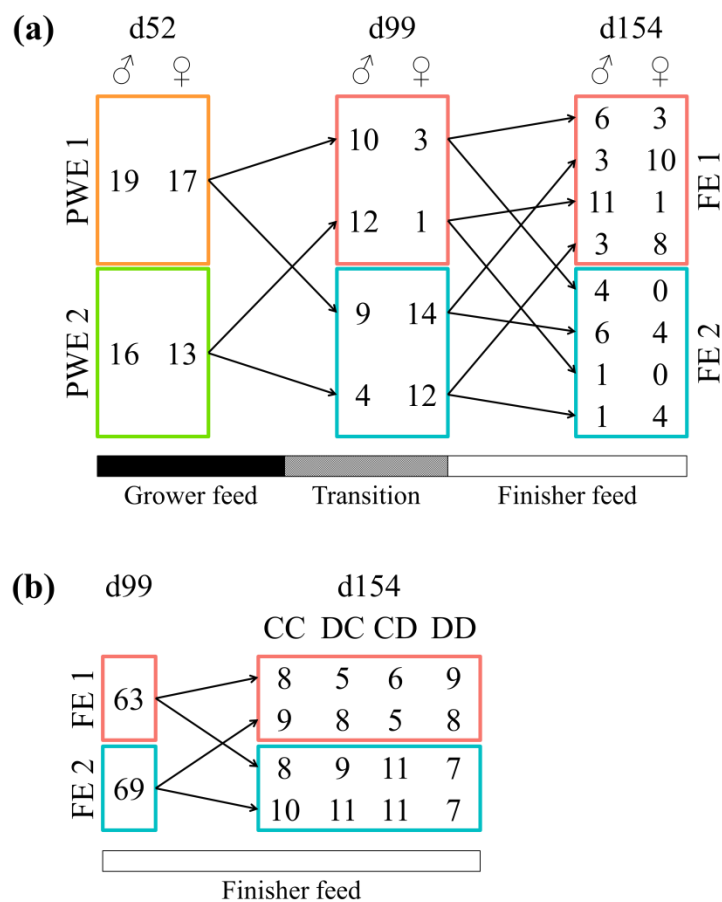 (a) d52 d99 d154
♂ ♀ ♂ ♀ ♂ ♀
PWE 1
19 17
10 3
12 1
6 3
3 10
11 1
3 8
FE 1
PWE 2
16 13
9 14
4 12
4 0
6 4
1 0
1 4
FE 2
Grower feed Transition Finisher feed
(b) d99 d154
CC DC CD DD
FE 1
63
8 5 6 9
9 8 5 8
FE 2
69
8 9 11 7
10 11 11 7
Finisher feed